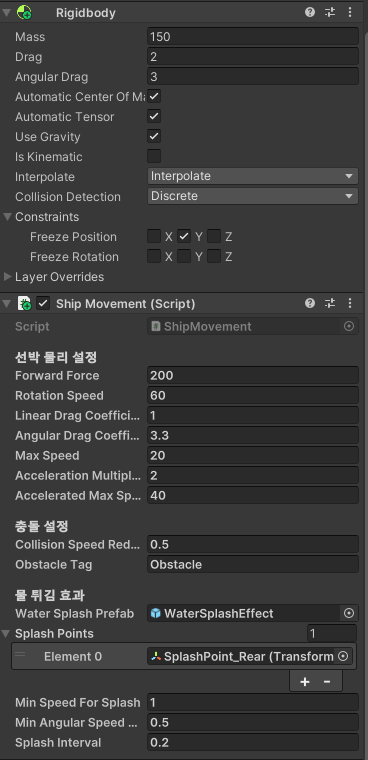 Rigidbody
Mass 150
Drag 2
Angular Drag 3
Automatic Center Of Ma
Automatic Tensor
Use Gravity
Is Kinematic
Interpolate Interpolate
Collision Detection Discrete
Constraints
Freeze Position X Y Z
Freeze Rotation X Y Z
Layer Overrides
Ship Movement (Script)
Script ShipMovement
선박 물리 설정
Forward Force 200
Rotation Speed 60
Linear Drag Coeffici... 1
Angular Drag Coeffi... 3.3
Max Speed 20
Acceleration Multipl... 2
Accelerated Max Sp... 40
충돌 설정
Collision Speed Red... 0.5
Obstacle Tag Obstacle
물 튀김 효과
Water Splash Prefab WaterSplashEffect
Splash Points 1
Element 0 SplashPoint_Rear (Transform
+ -
Min Speed For Splash 1
Min Angular Speed ... 0.5
Splash Interval 0.2